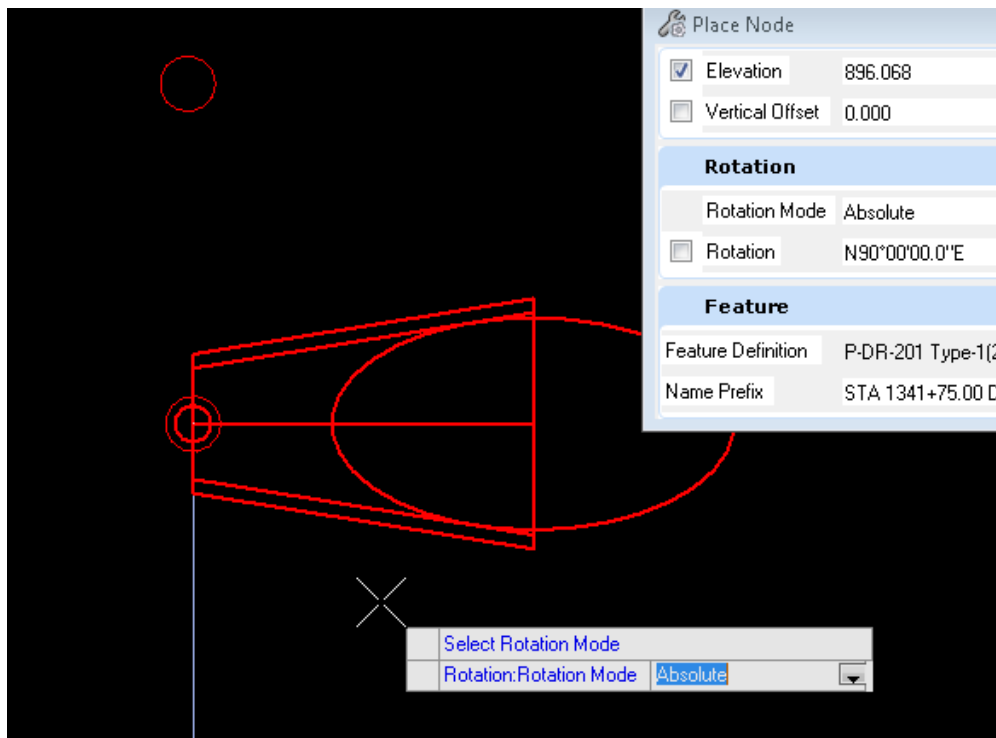 Place Node
Elevation 896.068
Vertical Offset 0.000
Rotation
Rotation Mode Absolute
Rotation N90°00'00.0"E
Feature
Feature Definition P-DR-201 Type-1(2
Name Prefix STA 1341+75.00 D
Select Rotation Mode
Rotation:Rotation Mode Absolute